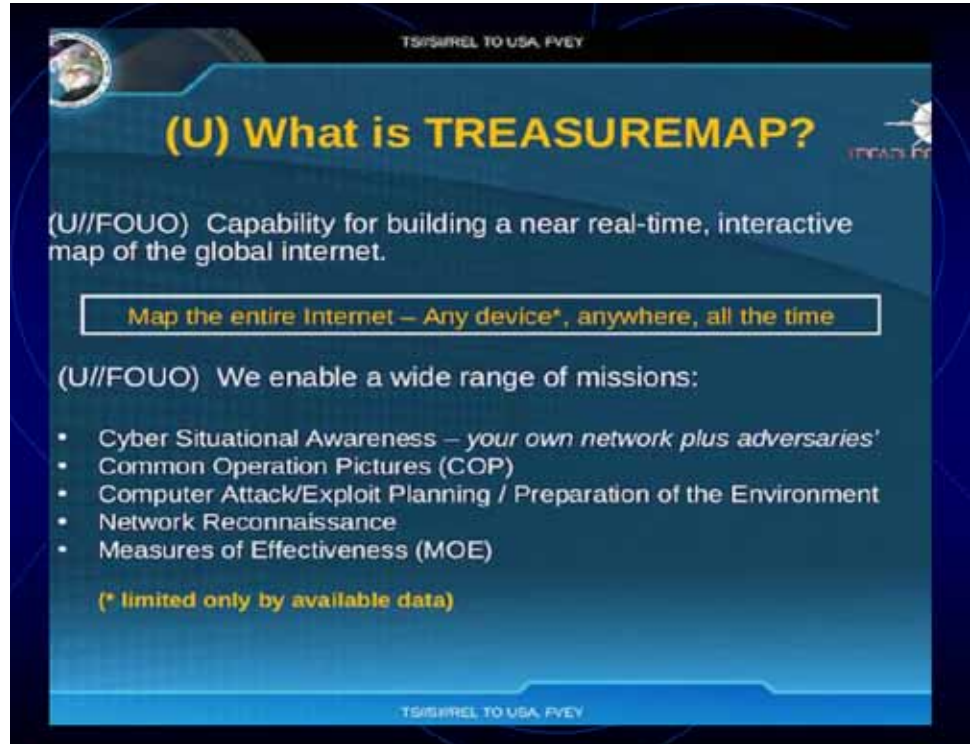 TS//SI//REL TO USA, FVEY
(U) What is TREASUREMAP?
(U//FOUO) Capability for building a near real-time, interactive
map of the global internet.
Map the entire Internet – Any device*, anywhere, all the time
(U//FOUO) We enable a wide range of missions:
• Cyber Situational Awareness – your own network plus adversaries'
• Common Operation Pictures (COP)
• Computer Attack/Exploit Planning / Preparation of the Environment
• Network Reconnaissance
• Measures of Effectiveness (MOE)
(* limited only by available data)
TS//SI//REL TO USA, FVEY